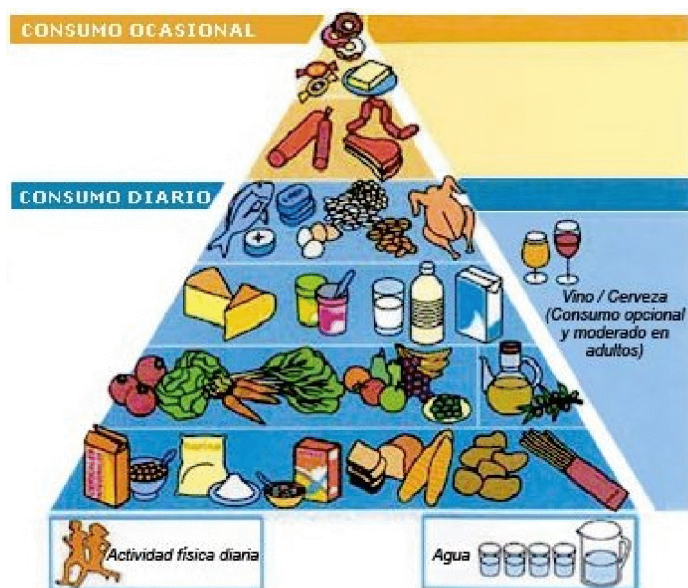 CONSUMO OCASIONAL
CONSUMO DIARIO
Vino / Cerveza
(Consumo opcional
y moderado en
adultos)
Actividad física diaria
Agua